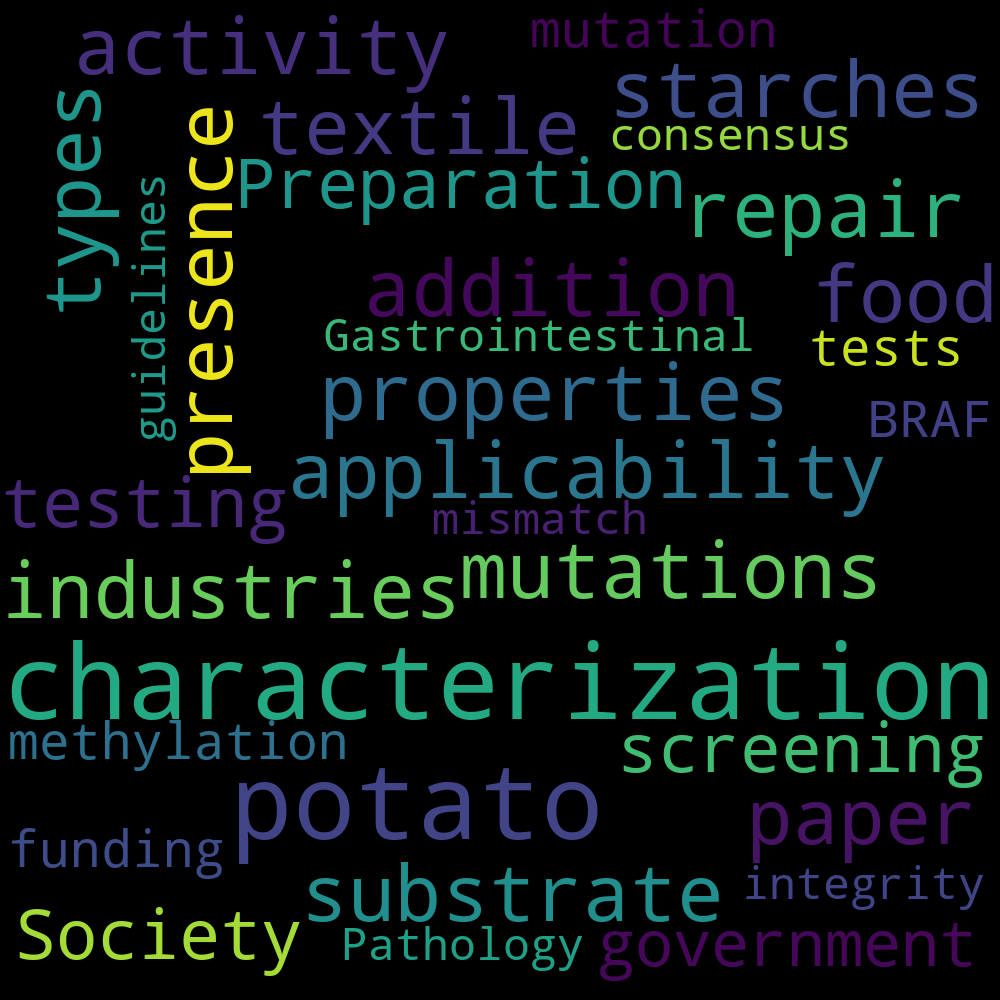 activity
mutation
starches
types
textile
consensus
presence
Preparation
guidelines
repair
addition
food
Gastrointestinal
tests
properties
BRAF
applicability
testing
mismatch
industries
mutations
characterization
methylation
screening
potato
paper
funding
substrate
integrity
Society
Pathology
government